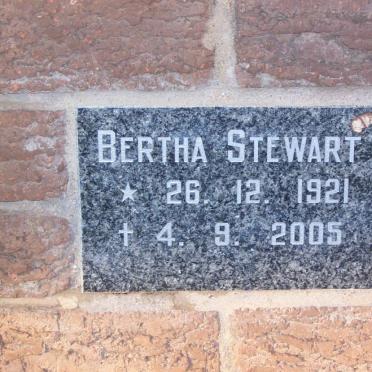 BERTHA STEWART
★ 26. 12. 1921
† 4. 9. 2005